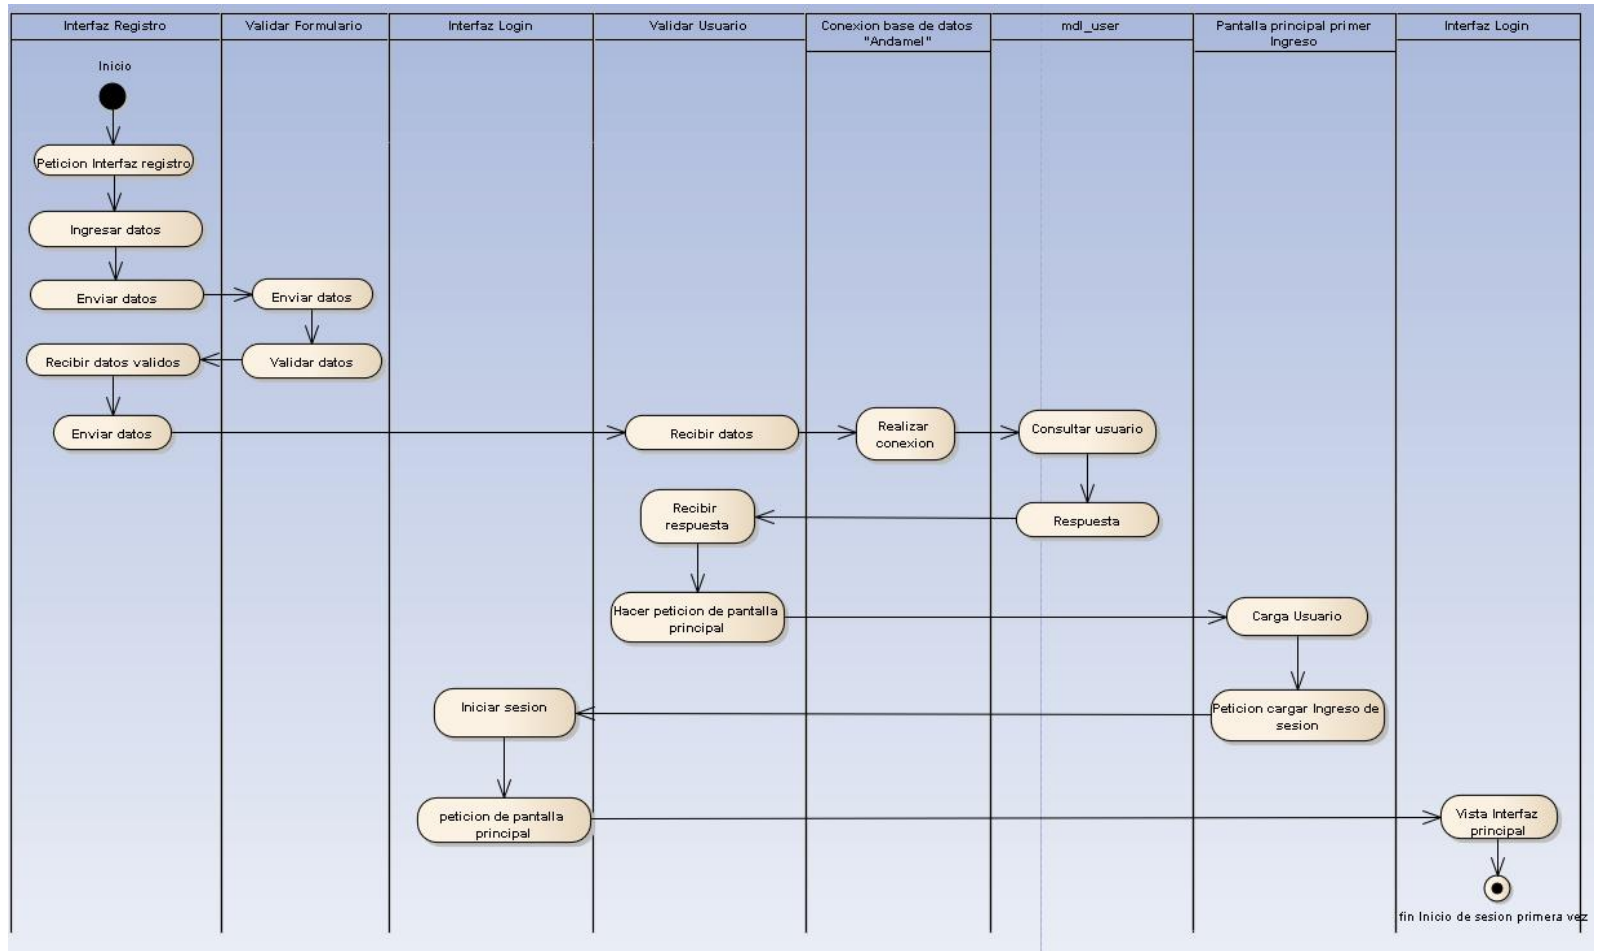 Interfaz Registro
Validar Formulario
Interfaz Login
Validar Usuario
Conexion base de datos
"Andamel"
mdl_user
Pantalla principal primer
Ingreso
Interfaz Login
Inicio
Peticion Interfaz registro
Ingresar datos
Enviar datos
Enviar datos
Recibir datos validos
Validar datos
Enviar datos
Recibir datos
Realizar
conexion
Consultar usuario
Recibir
respuesta
Respuesta
Hacer peticion de pantalla
principal
Carga Usuario
Iniciar sesion
Peticion cargar Ingreso de
sesion
peticion de pantalla
principal
Vista Interfaz
principal
fin Inicio de sesion primera vez